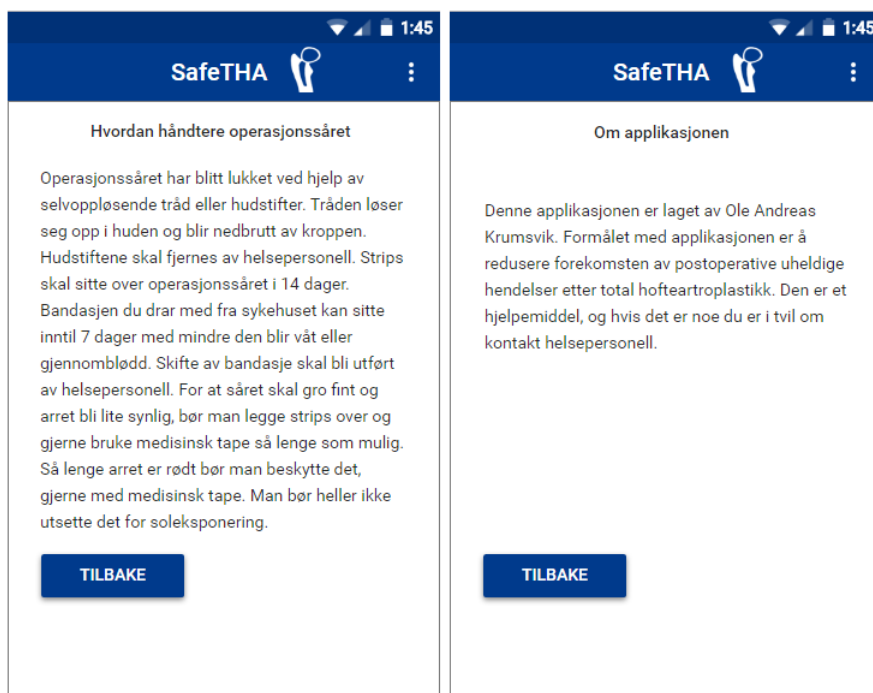 1:45
SafeTHA
Hvordan håndtere operasjonssåret
Operasjonssåret har blitt lukket ved hjelp av
selvoppløsende tråd eller hudstifter. Tråden løser
seg opp i huden og blir nedbrutt av kroppen.
Hudstiftene skal fjernes av helsepersonell. Strips
skal sitte over operasjonssåret i 14 dager.
Bandasjen du drar med fra sykehuset kan sitte
inntil 7 dager med mindre den blir våt eller
gjennomblødd. Skifte av bandasje skal bli utført
av helsepersonell. For at såret skal gro fint og
arret bli lite synlig, bør man legge strips over og
gjerne bruke medisinsk tape så lenge som mulig.
Så lenge arret er rødt bør man beskytte det,
gjerne med medisinsk tape. Man bør heller ikke
utsette det for soleksponering.
TILBAKE
1:45
SafeTHA
Om applikasjonen
Denne applikasjonen er laget av Ole Andreas
Krumsvik. Formålet med applikasjonen er å
redusere forekomsten av postoperative uheldige
hendelser etter total hofteartroplastikk. Den er et
hjelpemiddel, og hvis det er noe du er i tvil om
kontakt helsepersonell.
TILBAKE